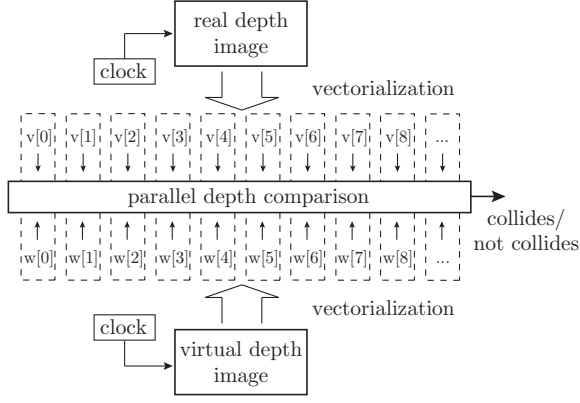 real depth
image
clock
vectorialization
v[0] v[1] v[2] v[3] v[4] v[5] v[6] v[7] v[8] ...
parallel depth comparison
collides/
not collides
w[0] w[1] w[2] w[3] w[4] w[5] w[6] w[7] w[8] ...
vectorialization
clock
virtual depth
image